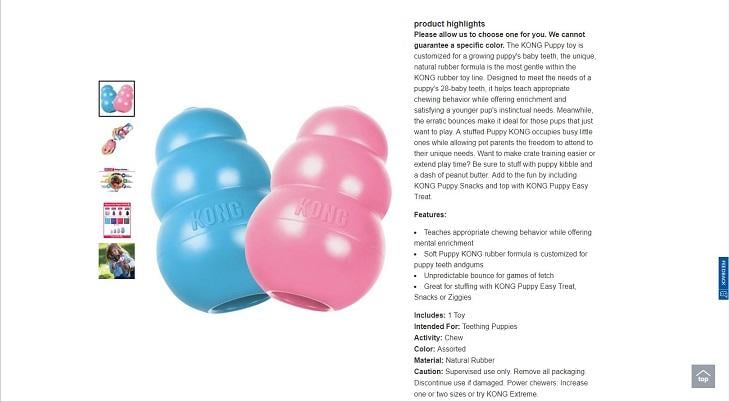 product highlights
Please allow us to choose one for you. We cannot
guarantee a specific color. The KONG Puppy toy is
customized for a growing puppy's baby teeth, the unique,
natural rubber formula is the most gentle within the
KONG rubber toy line. Designed to meet the needs of a
puppy's 28-baby teeth, it helps teach appropriate
chewing behavior while offering enrichment and
satisfying a younger pup's instinctual needs. Meanwhile,
the erratic bounces make it ideal for those pups that just
want to play. A stuffed Puppy KONG occupies busy little
ones while allowing pet parents the freedom to attend to
their unique needs. Want to make crate training easier or
extend play time? Be sure to stuff with puppy kibble and
a dash of peanut butter. Add to the fun by including
KONG Puppy Snacks and top with KONG Puppy Easy
Treat.
Features:
• Teaches appropriate chewing behavior while offering
mental enrichment
• Soft Puppy KONG rubber formula is customized for
puppy teeth andgums
• Unpredictable bounce for games of fetch
• Great for stuffing with KONG Puppy Easy Treat,
Snacks or Ziggies
Includes: 1 Toy
Intended For: Teething Puppies
Activity: Chew
Color: Assorted
Material: Natural Rubber
Caution: Supervised use only. Remove all packaging.
Discontinue use if damaged. Power chewers: Increase
one or two sizes or try KONG Extreme.
KONG
KONG
FEEDBACK
top